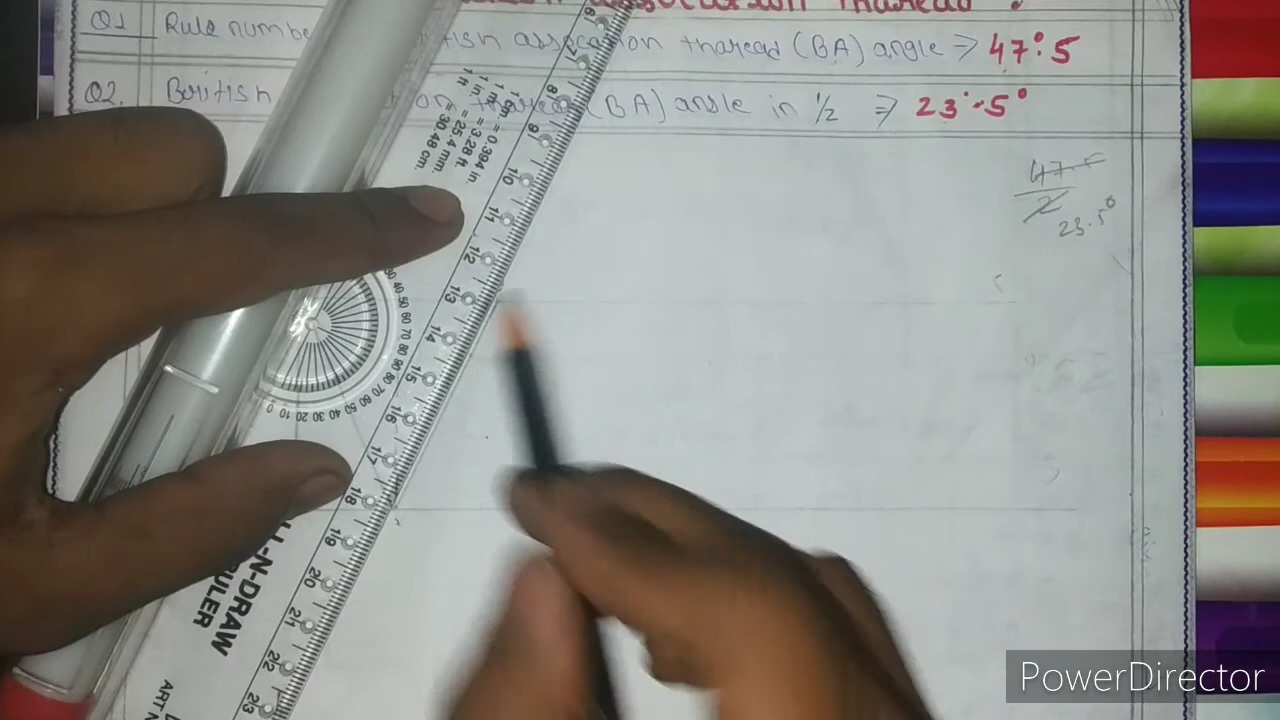 Q1 Rule numbe tish assocation thread (BA) angle ⇒ 47°.5
Q2. British on thread (BA) angle in 1/2 ⇒ 23°.5°
47.5
2
23.5°
1 cm. = 0.394 in.
1 m. = 3.28 ft.
1 in. = 25.4 mm.
1 ft = 30.48 cm.
8 9 10 11 12 13 14 15 16 17 18 19 20 21 22 23
0 10 20 30 40 50 60 70 80 90 80 70 60 50 40
LL-N-DRAW
RULER
ART
PowerDirector